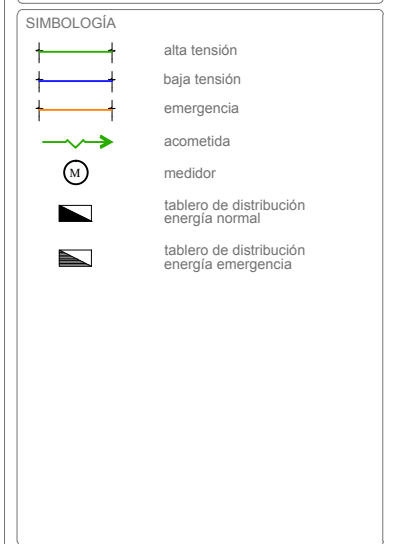 SIMBOLOGÍA
alta tensión
baja tensión
emergencia
acometida
M
medidor
tablero de distribución
energía normal
tablero de distribución
energía emergencia